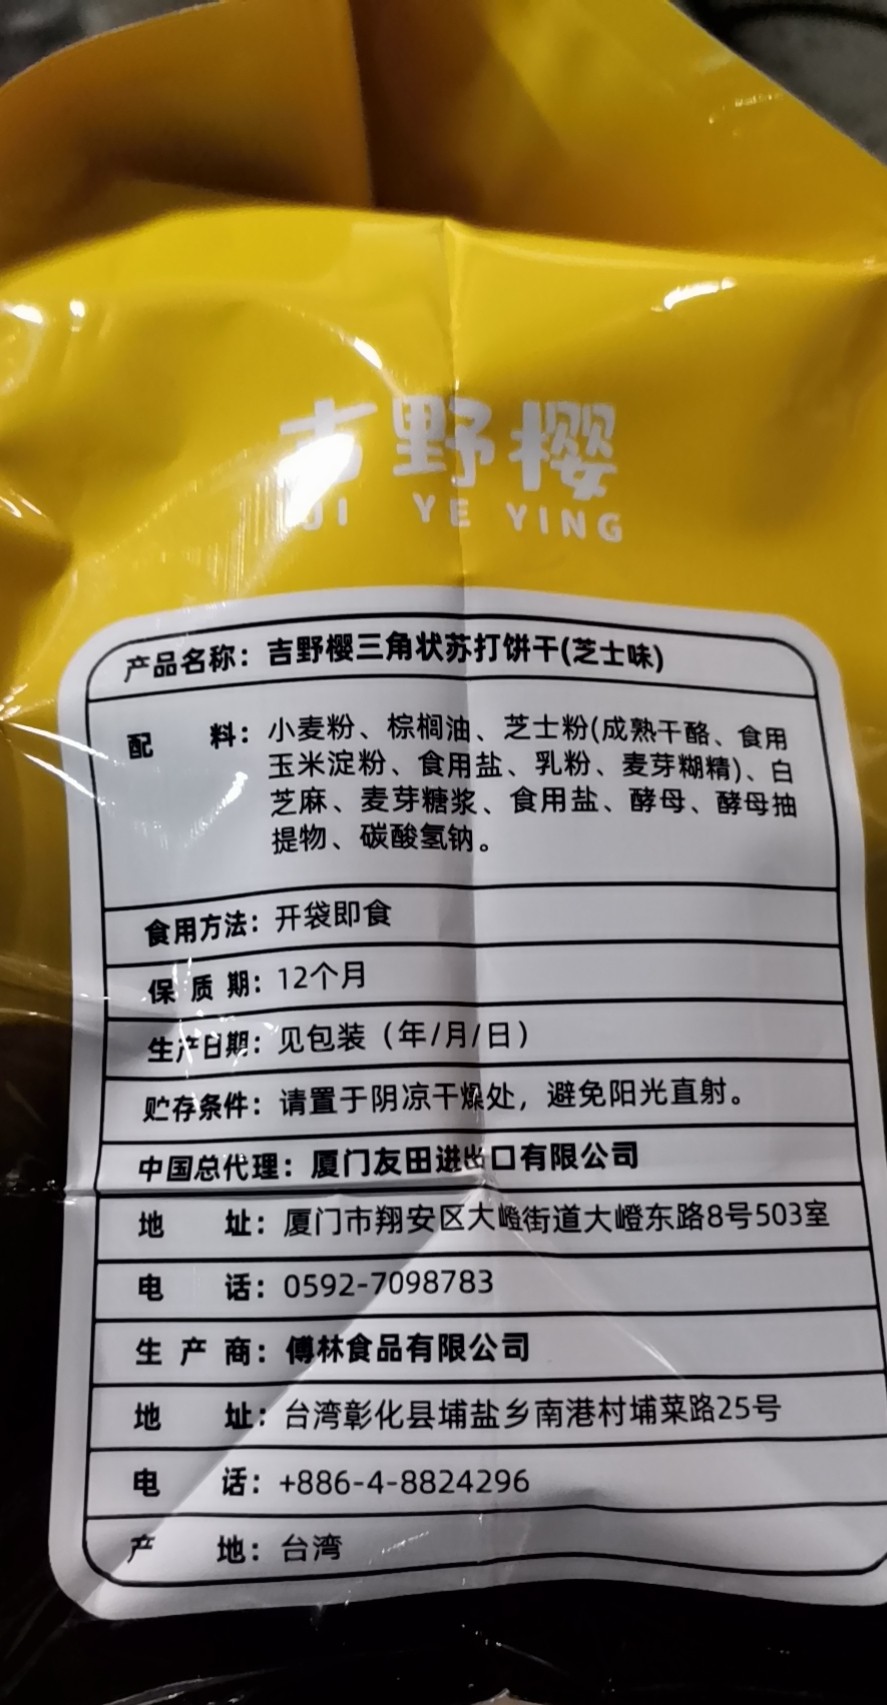 吉野樱
JI YE YING
产品名称：吉野樱三角状苏打饼干(芝士味)
配 料：小麦粉、棕榈油、芝士粉(成熟干酪、食用
玉米淀粉、食用盐、乳粉、麦芽糊精)、白
芝麻、麦芽糖浆、食用盐、酵母、酵母抽
提物、碳酸氢钠。
食用方法：开袋即食
保 质 期：12个月
生产日期：见包装（年/月/日）
贮存条件：请置于阴凉干燥处，避免阳光直射。
中国总代理：厦门友田进出口有限公司
地 址：厦门市翔安区大嶝街道大嶝东路8号503室
电 话：0592-7098783
生 产 商：傅林食品有限公司
地 址：台湾彰化县埔盐乡南港村埔菜路25号
电 话：+886-4-8824296
产 地：台湾